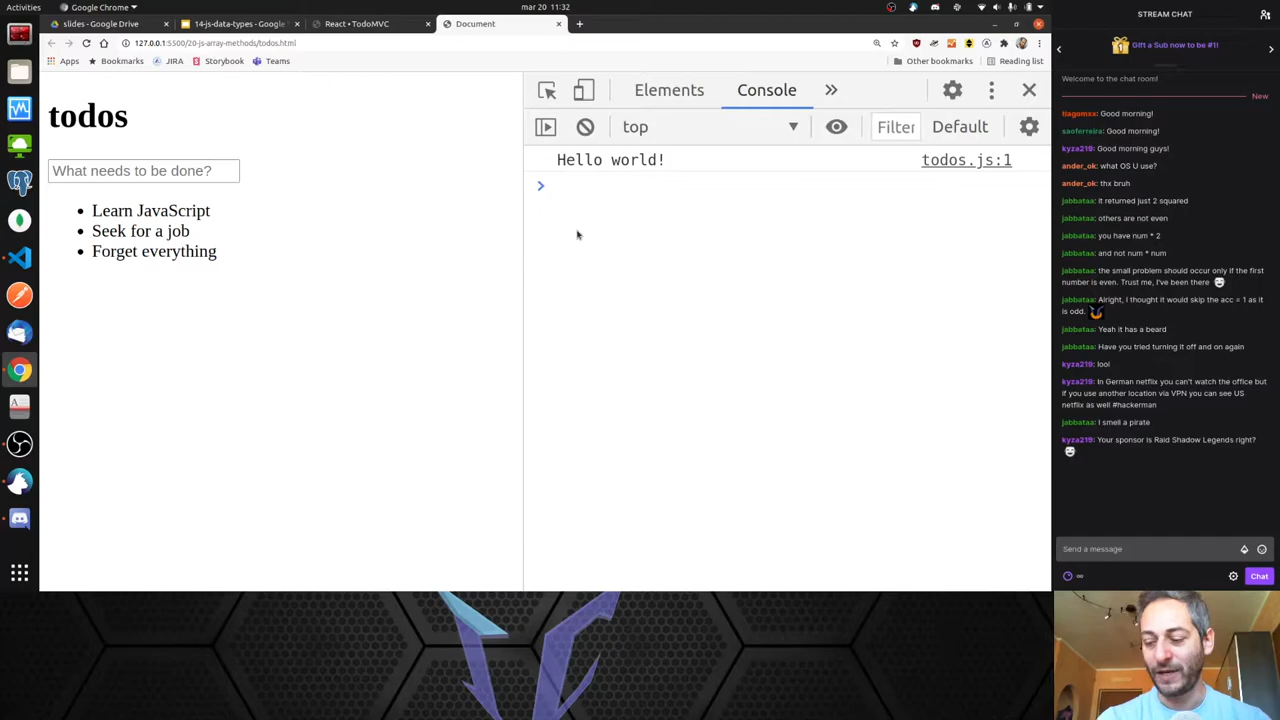 Activities
Google Chrome
mar 20 11:32
slides - Google Drive
14-js-data-types - Google
React • TodoMVC
Document
127.0.0.1:5500/20-js-array-methods/todos.html
Apps
Bookmarks
JIRA
Storybook
Teams
Other bookmarks
Reading list
todos
What needs to be done?
Learn JavaScript
Seek for a job
Forget everything
Elements
Console
top
Filter
Default
Hello world!
todos.js:1
STREAM CHAT
Gift a Sub now to be #1!
Welcome to the chat room!
New
tiagomxx: Good morning!
saoferreira: Good morning!
kyza219: Good morning guys!
ander_ok: what OS U use?
ander_ok: thx bruh
jabbataa: it returned just 2 squared
jabbataa: others are not even
jabbataa: you have num * 2
jabbataa: and not num * num
jabbataa: the small problem should occur only if the first
number is even. Trust me, I've been there
jabbataa: Alright, I thought it would skip the acc = 1 as it
is odd.
jabbataa: Yeah it has a beard
jabbataa: Have you tried turning it off and on again
kyza219: lool
kyza219: In German netflix you can't watch the office but
if you use another location via VPN you can see US
netflix as well #hackerman
jabbataa: I smell a pirate
kyza219: Your sponsor is Raid Shadow Legends right?
Send a message
Chat